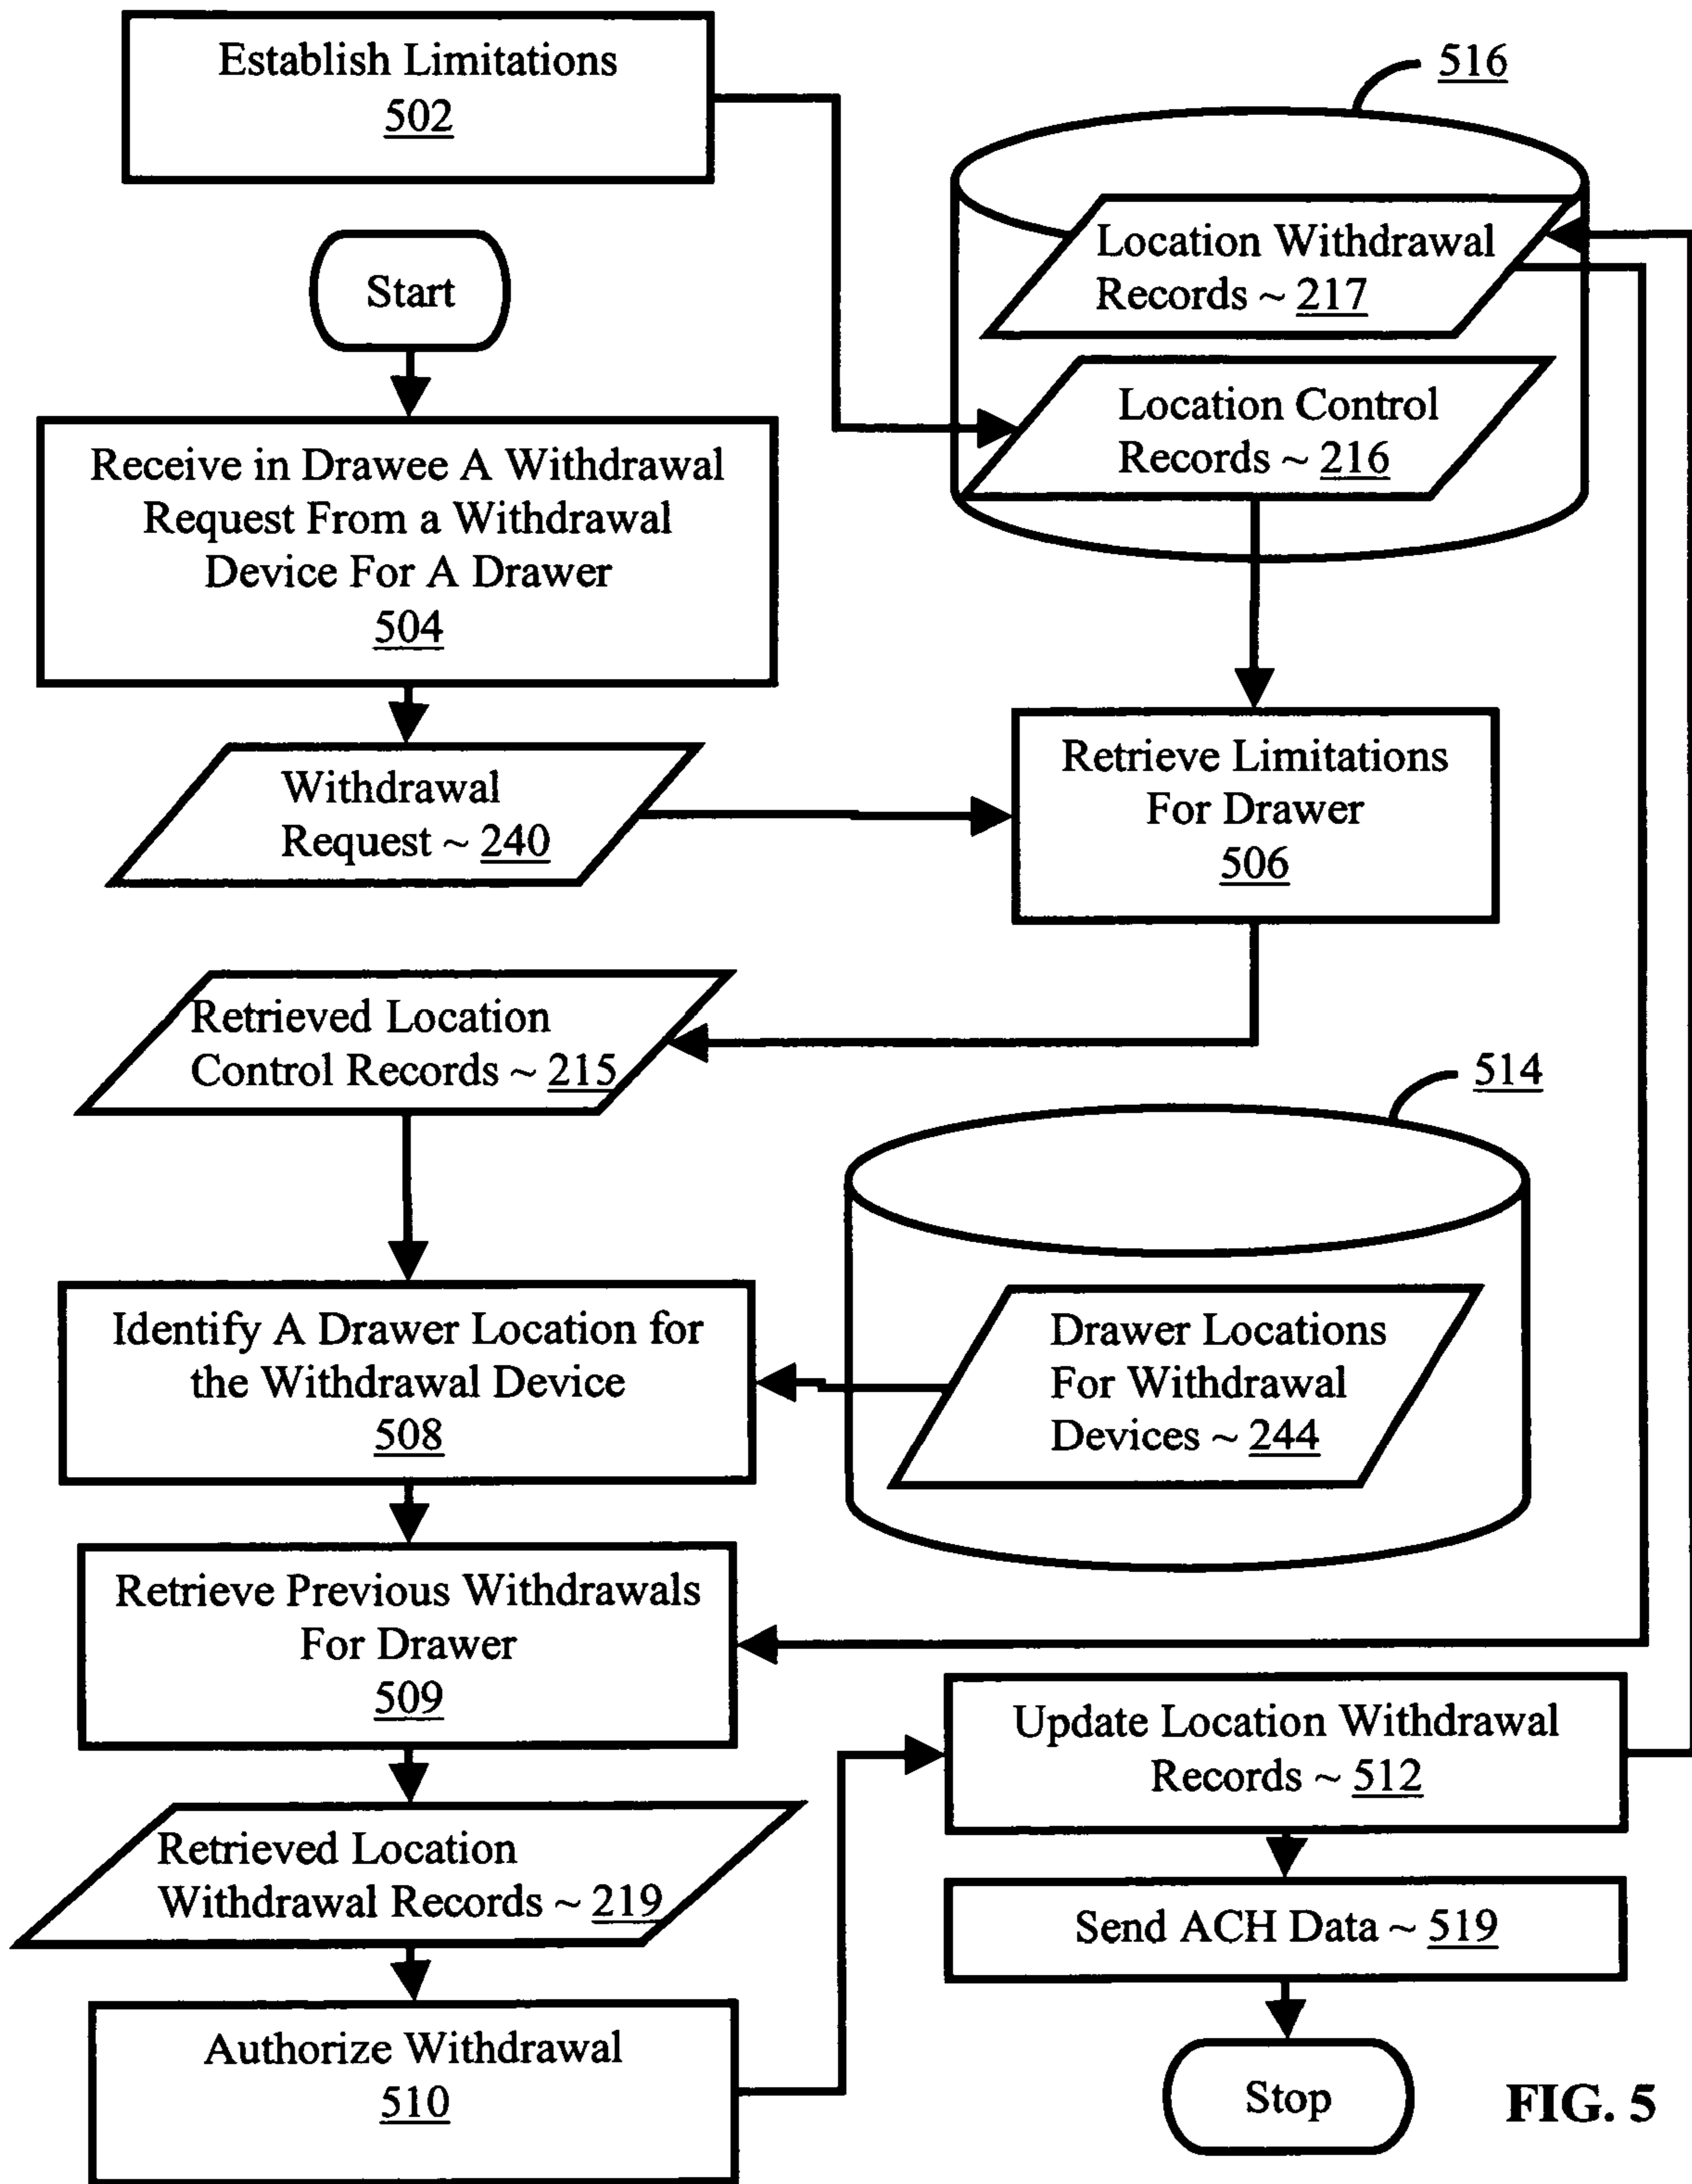 Establish Limitations
502
516
Start
Location Withdrawal
Records ~ 217
Location Control
Records ~ 216
Receive in Drawee A Withdrawal
Request From a Withdrawal
Device For A Drawer
504
Withdrawal
Request ~ 240
Retrieve Limitations
For Drawer
506
Retrieved Location
Control Records ~ 215
514
Identify A Drawer Location for
the Withdrawal Device
508
Drawer Locations
For Withdrawal
Devices ~ 244
Retrieve Previous Withdrawals
For Drawer
509
Retrieved Location
Withdrawal Records ~ 219
Authorize Withdrawal
510
Update Location Withdrawal
Records ~ 512
Send ACH Data ~ 519
Stop
FIG. 5